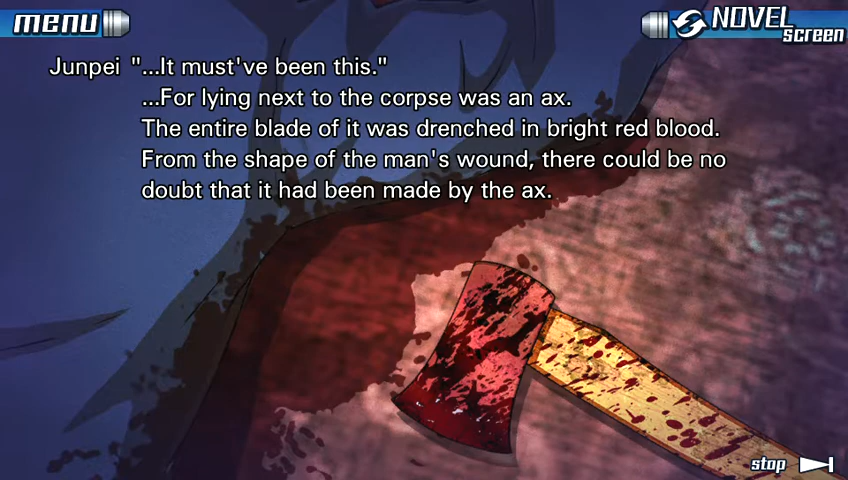 menu
NOVEL
screen
Junpei "...It must've been this."
...For lying next to the corpse was an ax.
The entire blade of it was drenched in bright red blood.
From the shape of the man's wound, there could be no
doubt that it had been made by the ax.
stop